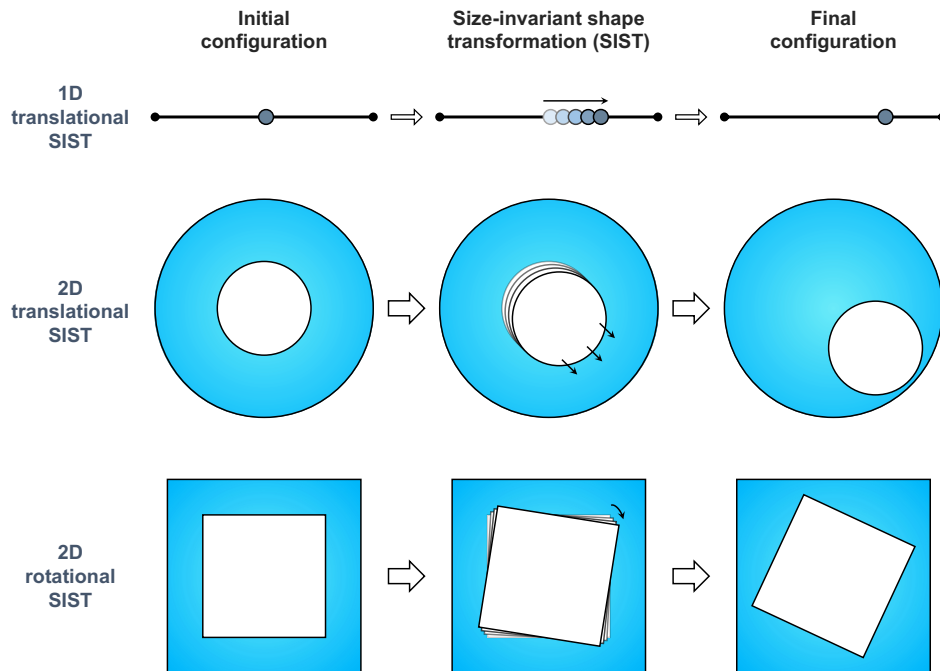 Initial
configuration
Size-invariant shape
transformation (SIST)
Final
configuration
1D
translational
SIST
2D
translational
SIST
2D
rotational
SIST